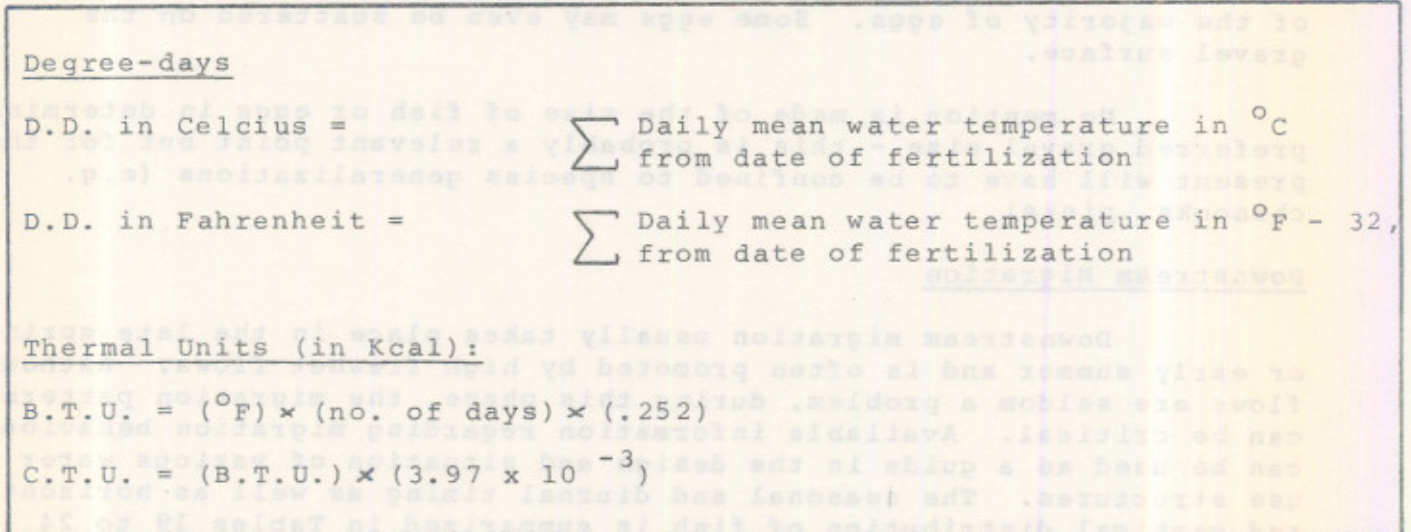 Degree-days
D.D. in Celcius = ∑ Daily mean water temperature in °C
from date of fertilization
D.D. in Fahrenheit = ∑ Daily mean water temperature in °F - 32,
from date of fertilization
Thermal Units (in Kcal):
B.T.U. = (°F) × (no. of days) × (.252)
C.T.U. = (B.T.U.) × (3.97 x 10⁻³)